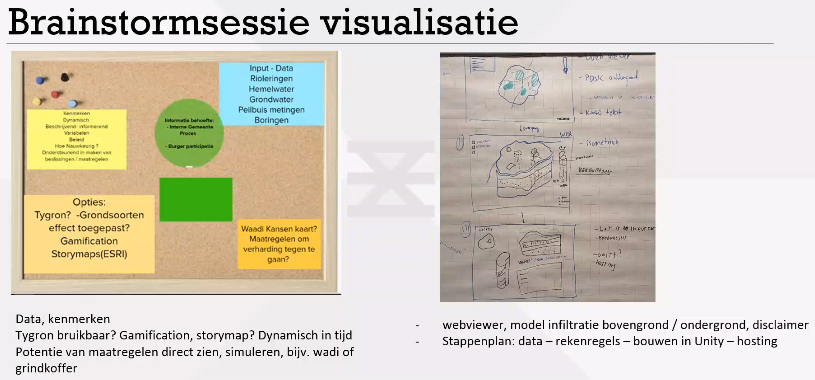 Brainstormsessie visualisatie
Input - Data
Rioleringen
Hemelwater
Grondwater
Peilbuis metingen
Boringen
Kenmerken
Dynamisch
Beschrijvend informerend
Variabelen
Beleid
Hoe Nauwkeurig ?
Ondersteunend in maken van
beslissingen / maatregelen
Informatie behoefte:
- Interne Gemeente
Proces
- Burger participatie
Opties:
Tygron? -Grondsoorten
effect toegepast?
Gamification
Storymaps(ESRI)
Waadi Kansen kaart?
Maatregelen om
verharding tegen te
gaan?
- isometrisch
Data, kenmerken
Tygron bruikbaar? Gamification, storymap? Dynamisch in tijd
Potentie van maatregelen direct zien, simuleren, bijv. wadi of
grindkoffer
- webviewer, model infiltratie bovengrond / ondergrond, disclaimer
- Stappenplan: data – rekenregels – bouwen in Unity – hosting